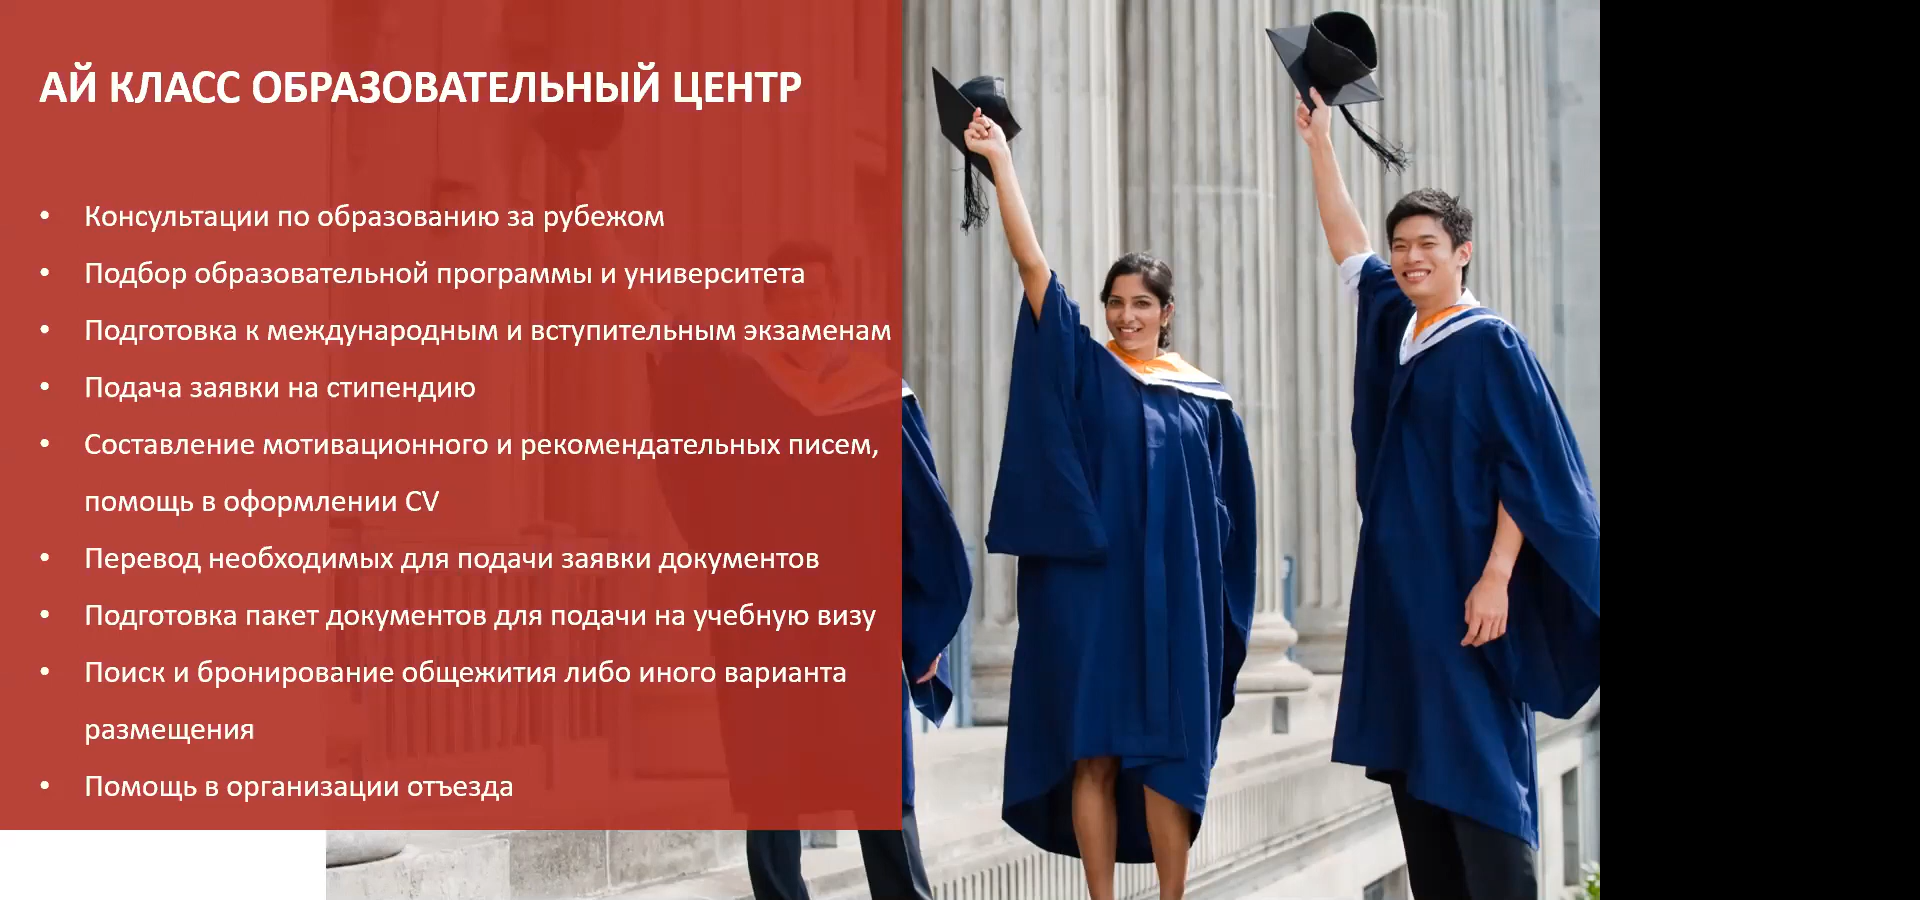 АЙ КЛАСС ОБРАЗОВАТЕЛЬНЫЙ ЦЕНТР
• Консультации по образованию за рубежом
• Подбор образовательной программы и университета
• Подготовка к международным и вступительным экзаменам
• Подача заявки на стипендию
• Составление мотивационного и рекомендательных писем,
помощь в оформлении CV
• Перевод необходимых для подачи заявки документов
• Подготовка пакет документов для подачи на учебную визу
• Поиск и бронирование общежития либо иного варианта
размещения
• Помощь в организации отъезда